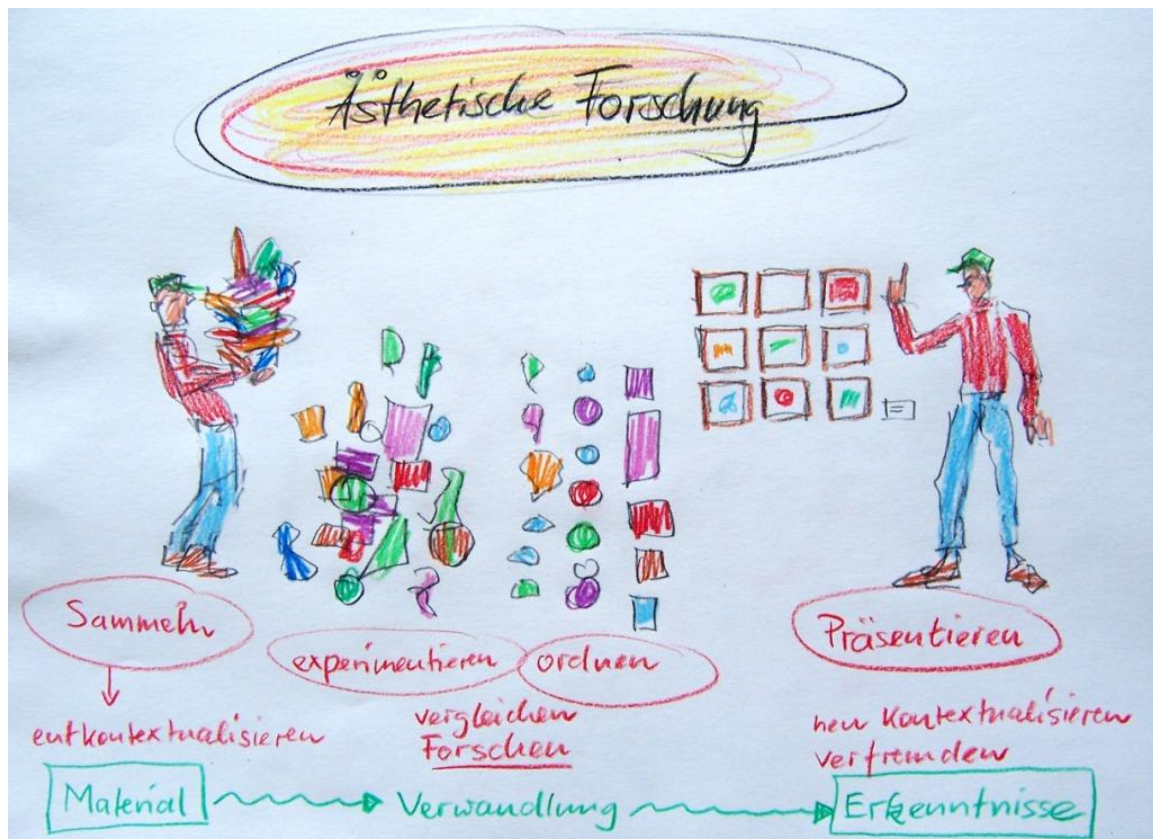 Ästhetische Forschung
Sammeln
experimentieren
ordnen
Präsentieren
entkontextualisieren
vergleichen
Forschen
neu Kontextualisieren
verfremden
Material
Verwandlung
Erkenntnisse